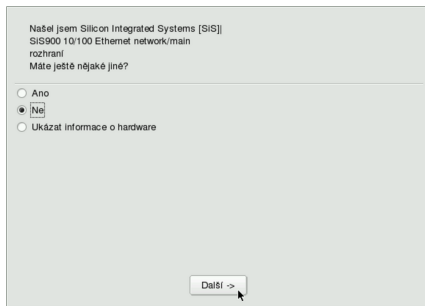 Našel jsem Silicon Integrated Systems [SiS]|
SiS900 10/100 Ethernet network/main
rozhraní
Máte ještě nějaké jiné?
Ano
Ne
Ukázat informace o hardware
Další ->